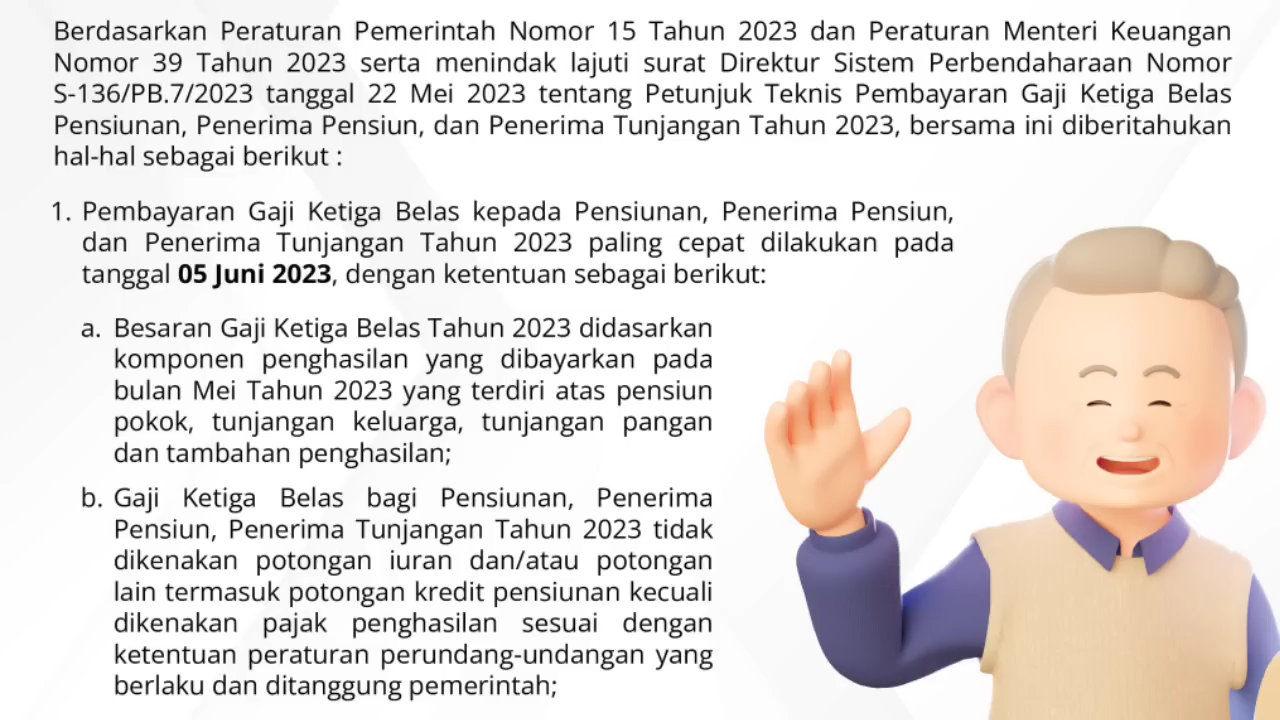 Berdasarkan Peraturan Pemerintah Nomor 15 Tahun 2023 dan Peraturan Menteri Keuangan
Nomor 39 Tahun 2023 serta menindak lajuti surat Direktur Sistem Perbendaharaan Nomor
S-136/PB.7/2023 tanggal 22 Mei 2023 tentang Petunjuk Teknis Pembayaran Gaji Ketiga Belas
Pensiunan, Penerima Pensiun, dan Penerima Tunjangan Tahun 2023, bersama ini diberitahukan
hal-hal sebagai berikut :
1. Pembayaran Gaji Ketiga Belas kepada Pensiunan, Penerima Pensiun,
dan Penerima Tunjangan Tahun 2023 paling cepat dilakukan pada
tanggal 05 Juni 2023, dengan ketentuan sebagai berikut:
a. Besaran Gaji Ketiga Belas Tahun 2023 didasarkan
komponen penghasilan yang dibayarkan pada
bulan Mei Tahun 2023 yang terdiri atas pensiun
pokok, tunjangan keluarga, tunjangan pangan
dan tambahan penghasilan;
b. Gaji Ketiga Belas bagi Pensiunan, Penerima
Pensiun, Penerima Tunjangan Tahun 2023 tidak
dikenakan potongan iuran dan/atau potongan
lain termasuk potongan kredit pensiunan kecuali
dikenakan pajak penghasilan sesuai dengan
ketentuan peraturan perundang-undangan yang
berlaku dan ditanggung pemerintah;